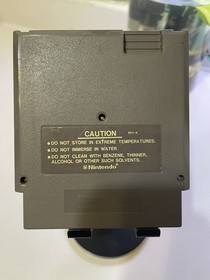 CAUTION
● DO NOT STORE IN EXTREME TEMPERATURES.
● DO NOT IMMERSE IN WATER.
● DO NOT CLEAN WITH BENZENE, THINNER,
ALCOHOL OR OTHER SUCH SOLVENTS.
®Nintendo